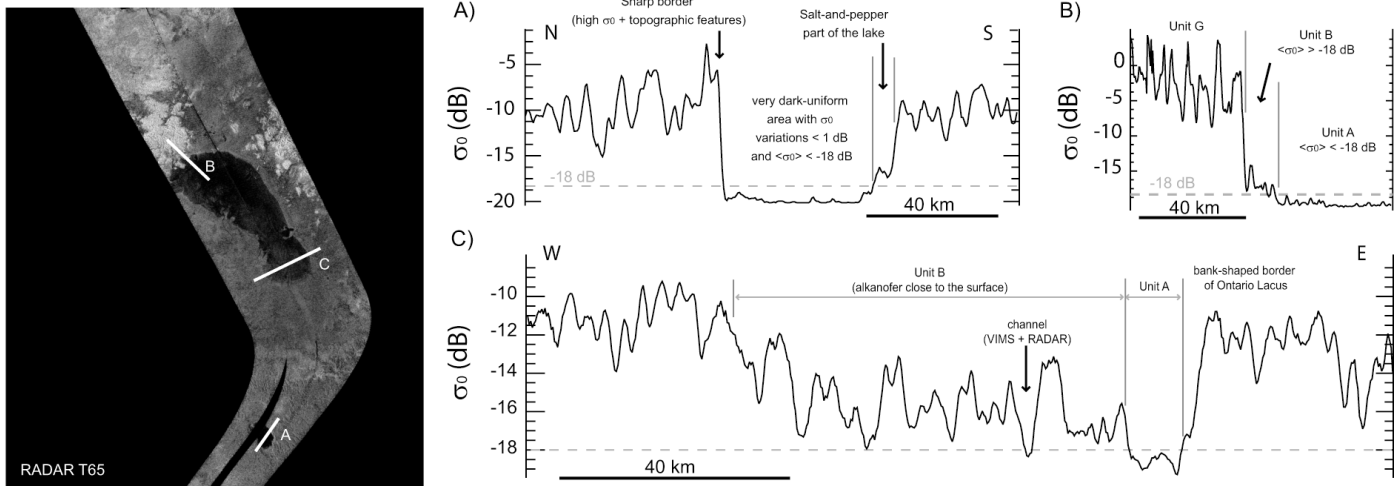 B
C
A
RADAR T65
A)
Sharp border
(high σ0 + topographic features)
Salt-and-pepper
part of the lake
N
S
σ0 (dB)
-5
-10
-15
-20
very dark-uniform
area with σ0
variations < 1 dB
and <σ0> < -18 dB
-18 dB
40 km
B)
Unit G
Unit B
<σ0> > -18 dB
Unit A
<σ0> < -18 dB
σ0 (dB)
0
-5
-10
-15
-18 dB
40 km
C)
W
E
σ0 (dB)
-10
-12
-14
-16
-18
Unit B
(alkanofer close to the surface)
Unit A
bank-shaped border
of Ontario Lacus
channel
(VIMS + RADAR)
40 km